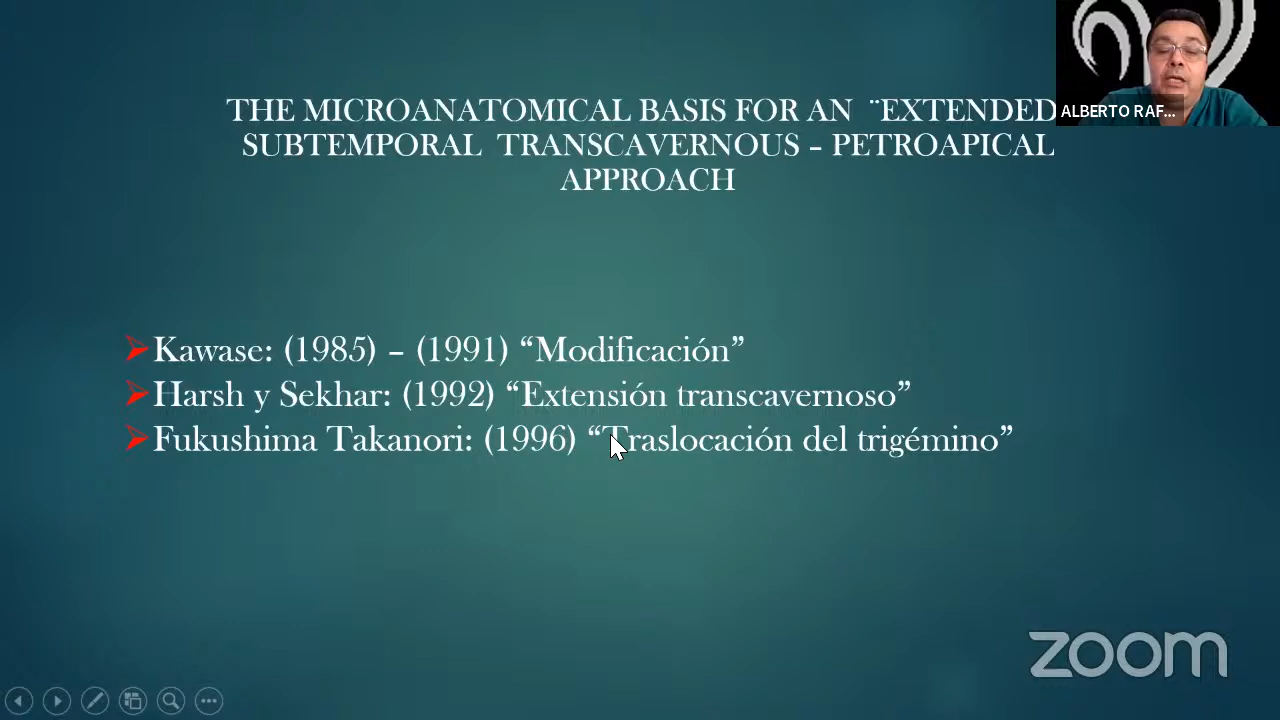 THE MICROANATOMICAL BASIS FOR AN ¨EXTENDED
SUBTEMPORAL TRANSCAVERNOUS – PETROAPICAL
APPROACH
ALBERTO RAF...
Kawase: (1985) – (1991) “Modificación”
Harsh y Sekhar: (1992) “Extensión transcavernoso”
Fukushima Takanori: (1996) “Traslocación del trigémino”
zoom